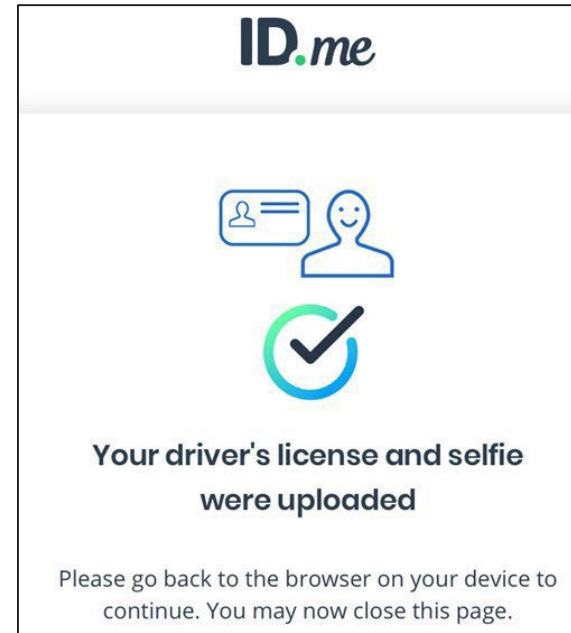 ID.me
Your driver's license and selfie
were uploaded
Please go back to the browser on your device to
continue. You may now close this page.